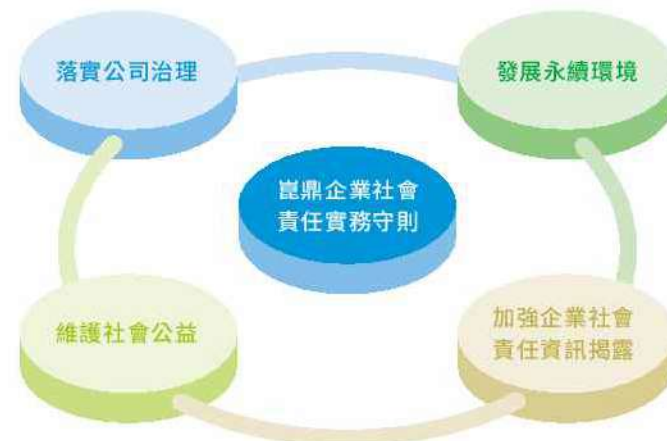 落實公司治理
發展永續環境
崑鼎企業社會
責任實務守則
維護社會公益
加強企業社會
責任資訊揭露